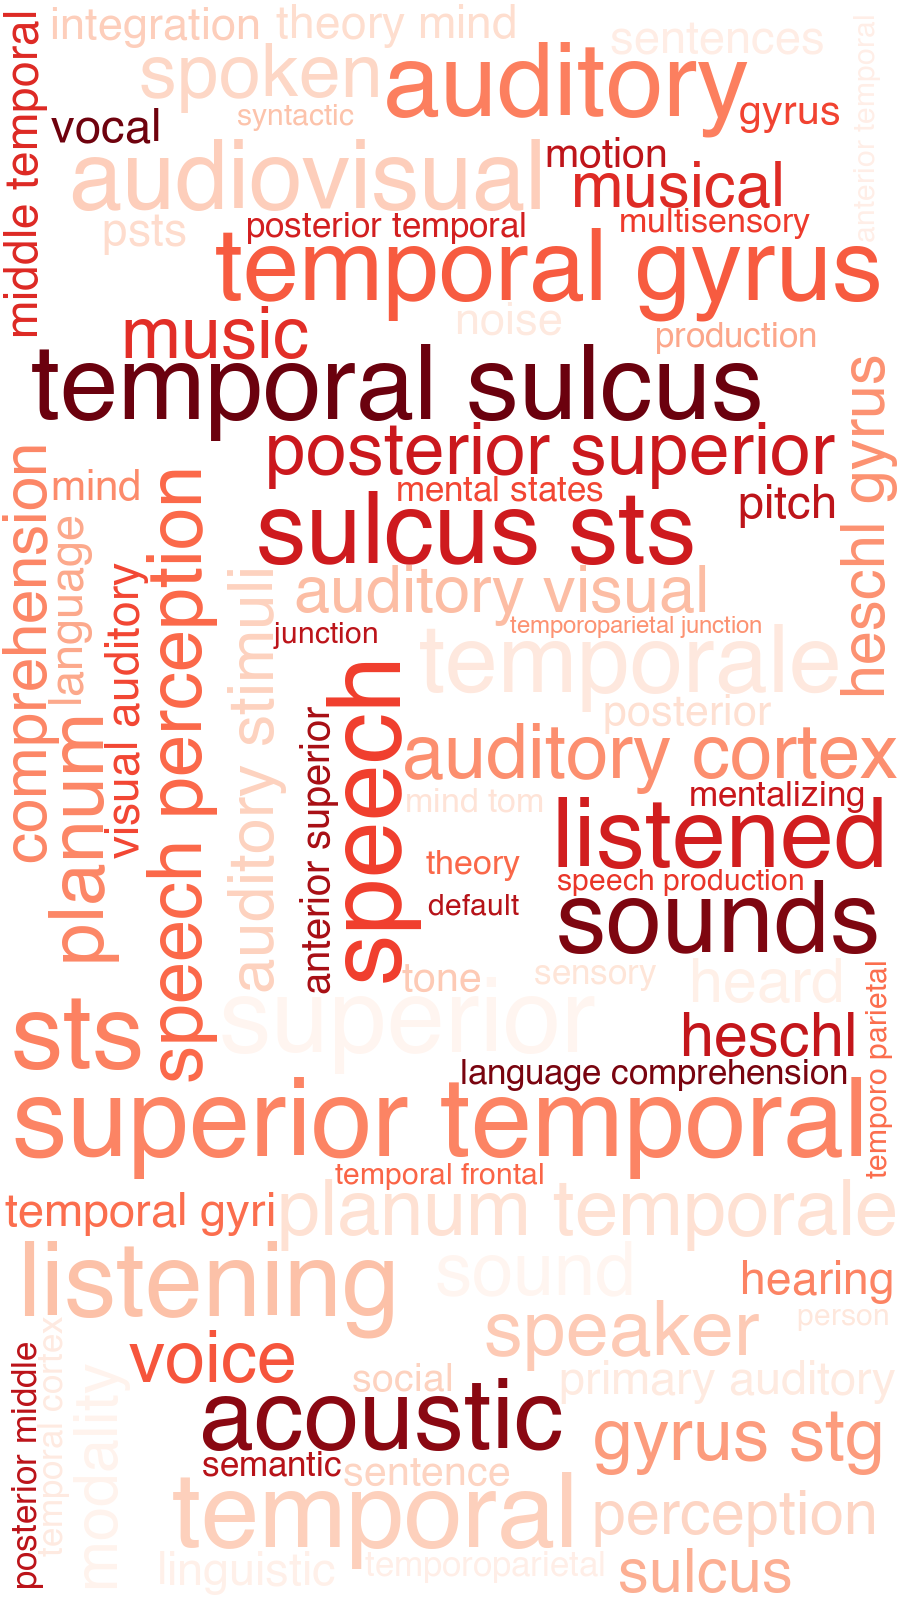 integration
theory mind
middle temporal
spoken
auditory
sentences
anterior temporal
syntactic
gyrus
vocal
audiovisual
motion
musical
psts
posterior temporal
multisensory
temporal gyrus
music
noise
production
temporal sulcus
heschl gyrus
posterior superior
comprehension
mind
mental states
pitch
speech perception
sulcus sts
language
visual auditory
auditory stimuli
auditory visual
junction
temporoparietal junction
temporale
speech
posterior
anterior superior
planum
auditory cortex
mentalizing
mind tom
listened
theory
speech production
default
sounds
tone
sensory
heard
temporo parietal
superior
sts
heschl
language comprehension
superior temporal
temporal frontal
temporal gyri
planum temporale
listening
sound
hearing
speaker
person
posterior middle
temporal cortex
voice
modality
social
primary auditory
acoustic
gyrus stg
semantic
sentence
temporal
perception
linguistic
temporoparietal
sulcus